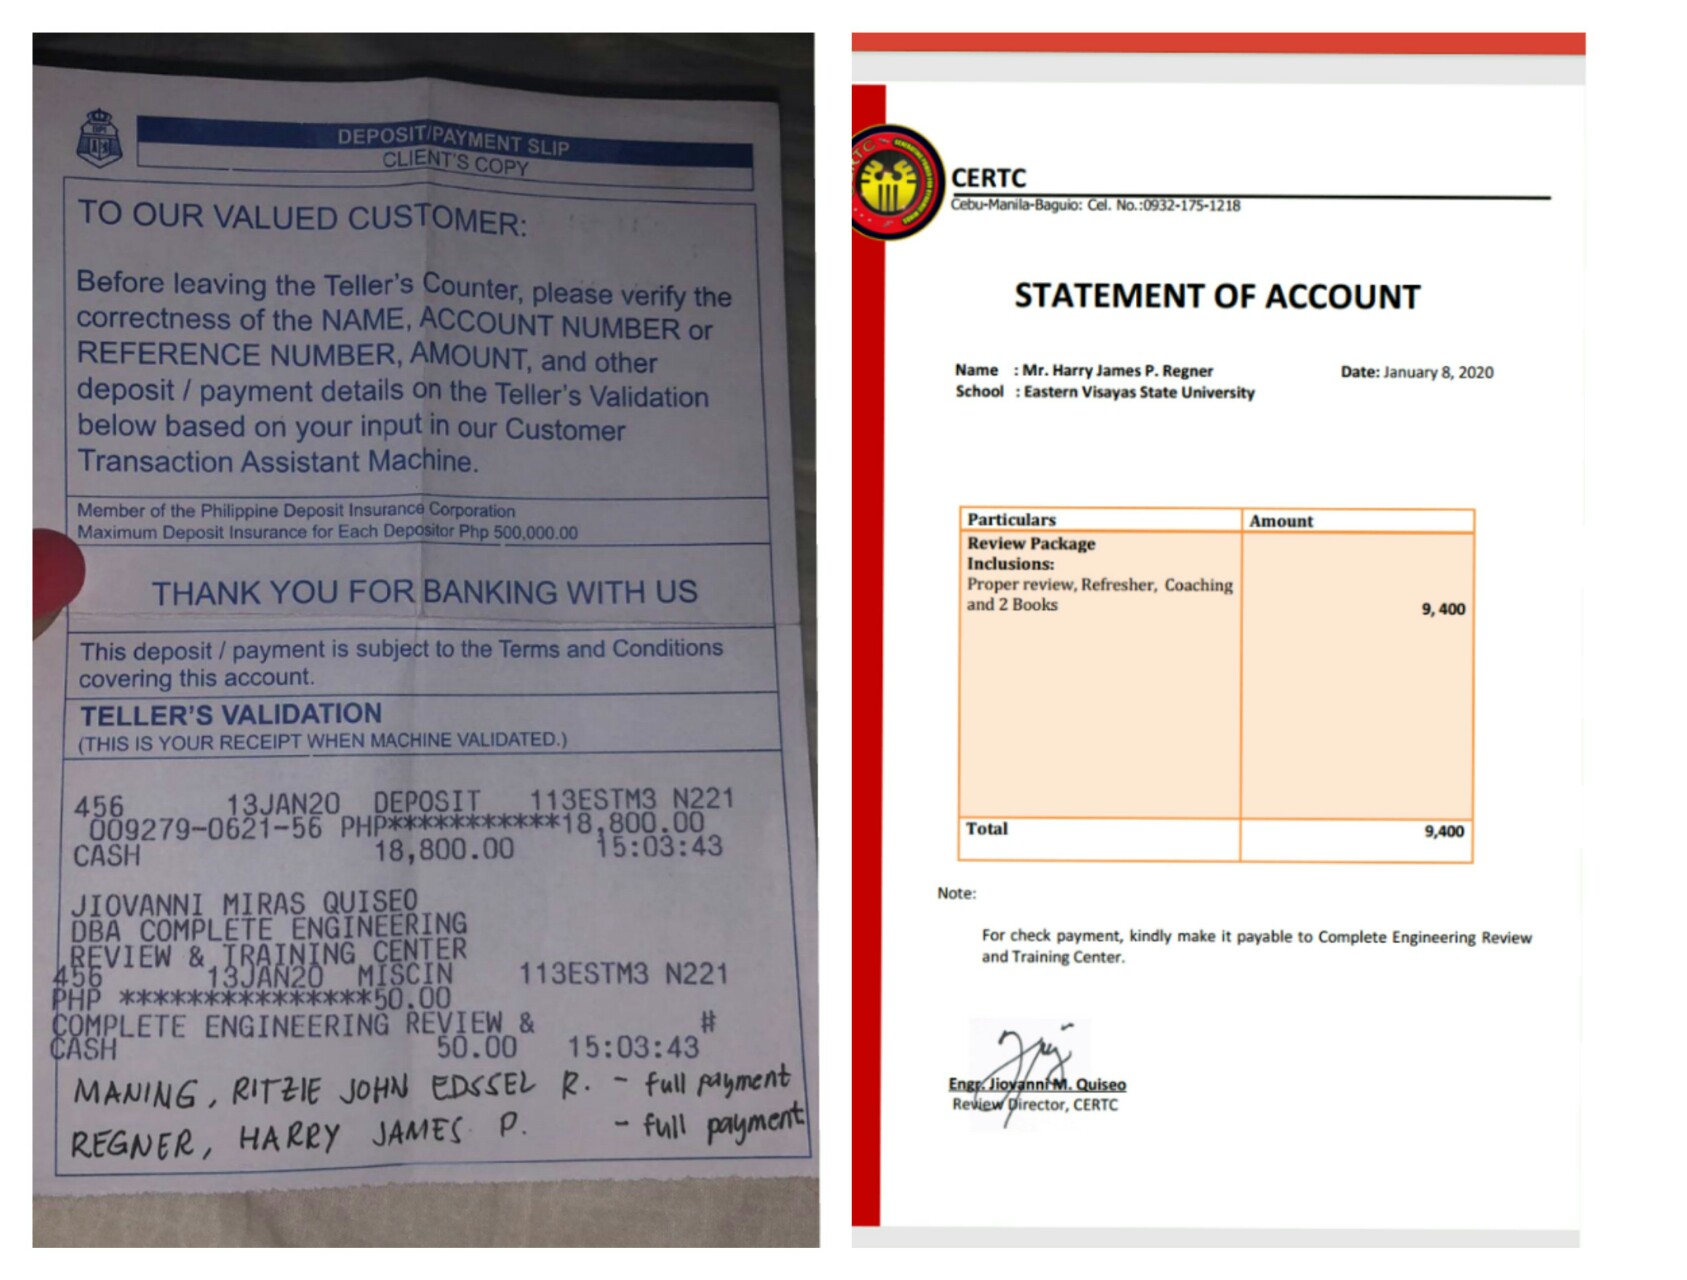 DEPOSIT/PAYMENT SLIP
CLIENT'S COPY
TO OUR VALUED CUSTOMER:
Before leaving the Teller's Counter, please verify the
correctness of the NAME, ACCOUNT NUMBER or
REFERENCE NUMBER, AMOUNT, and other
deposit / payment details on the Teller's Validation
below based on your input in our Customer
Transaction Assistant Machine.
Member of the Philippine Deposit Insurance Corporation
Maximum Deposit Insurance for Each Depositor Php 500,000.00
THANK YOU FOR BANKING WITH US
This deposit / payment is subject to the Terms and Conditions
covering this account.
TELLER'S VALIDATION
(THIS IS YOUR RECEIPT WHEN MACHINE VALIDATED.)
456 13JAN20 DEPOSIT 113ESTM3 N221
009279-0621-56 PHP***********18,800.00
CASH 18,800.00 15:03:43
JIOVANNI MIRAS QUISEO
DBA COMPLETE ENGINEERING
REVIEW & TRAINING CENTER
456 13JAN20 MISCIN 113ESTM3 N221
PHP ***************50.00
COMPLETE ENGINEERING REVIEW & #
CASH 50.00 15:03:43
MANING, RITZIE JOHN EDSSEL R. - full payment
REGNER, HARRY JAMES P. - full payment
CERTC
Cebu-Manila-Baguio: Cel. No.:0932-175-1218
STATEMENT OF ACCOUNT
Name : Mr. Harry James P. Regner Date: January 8, 2020
School : Eastern Visayas State University
Particulars Amount
Review Package
Inclusions:
Proper review, Refresher, Coaching
and 2 Books 9, 400
Total 9,400
Note:
For check payment, kindly make it payable to Complete Engineering Review
and Training Center.
Engr. Jiovanni M. Quiseo
Review Director, CERTC